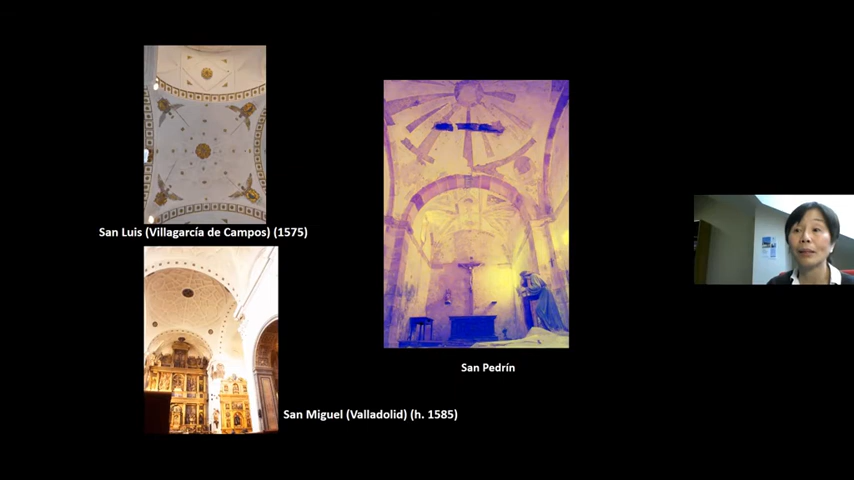 San Luis (Villagarcía de Campos) (1575)
San Pedrín
San Miguel (Valladolid) (h. 1585)